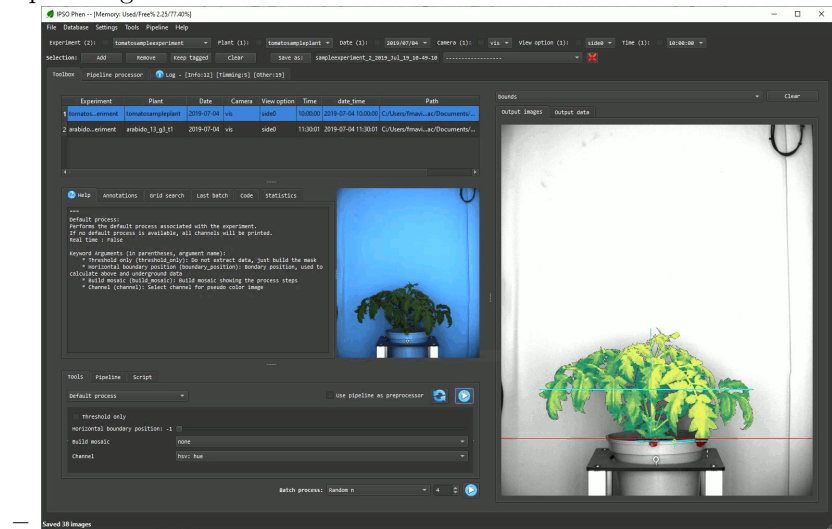 IPSO Phen -- [Memory: Used/Free% 2.25/77.40%]
File Database Settings Tools Pipeline Help
Experiment (2): tomatosampleexperiment Plant (1): tomatosampleplant Date (1): 2019/07/04 Camera (1): vis View option (1): side0 Time (1): 10:00:00
Selection: Add Remove Keep tagged Clear Save as: sampleexperiment_2_2019_Jul_19_10-49-10 ------------------
Toolbox Pipeline processor Log - [Info:12] [Timming:5] [Other:19]
Experiment Plant Date Camera View option Time date_time Path
1 tomatos...eriment tomatosampleplant 2019-07-04 vis side0 10:00:00 2019-07-04 10:00:00 C:/Users/fmavi...ac/Documents/...
2 arabido...eriment arabido_13_g3_t1 2019-07-04 vis side0 11:30:01 2019-07-04 11:30:01 C:/Users/fmavi...ac/Documents/...
bounds Clear
Output images Output data
Help Annotations Grid search Last batch Code Statistics
---
Default process:
Performs the default process associated with the experiment.
If no default process is available, all channels will be printed.
Real time : False
Keyword Arguments (in parentheses, argument name):
* Threshold only (threshold_only): Do not extract data, just build the mask
* Horizontal boundary position (boundary_position): Bondary position, used to
calculate above and underground data
* Build mosaic (build_mosaic): Build mosaic showing the process steps
* Channel (channel): Select channel for pseudo color image
Tools Pipeline Script
Default process Use pipeline as preprocessor
Threshold only
Horizontal boundary position: -1
Build mosaic none
Channel hsv: hue
Batch process: Random n 4
Saved 38 images